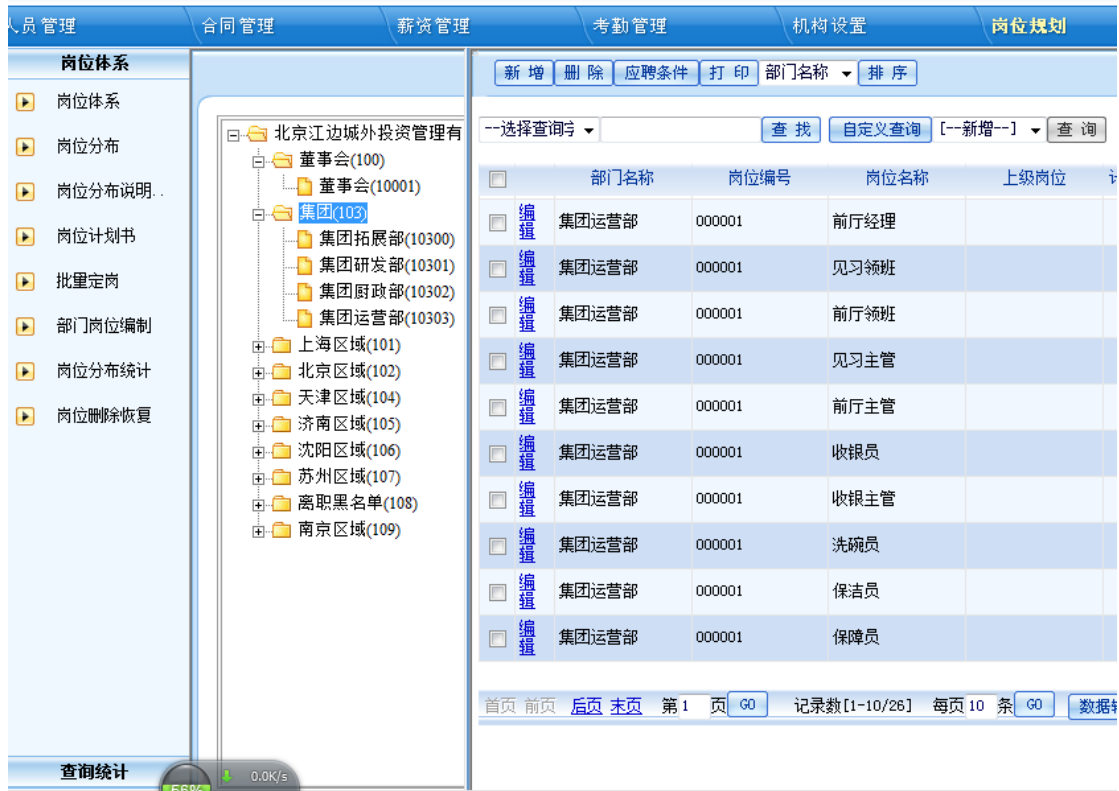 人员管理 合同管理 薪资管理 考勤管理 机构设置 岗位规划
岗位体系
岗位体系
岗位分布
岗位分布说明..
岗位计划书
批量定岗
部门岗位编制
岗位分布统计
岗位删除恢复
查询统计
56% 0.0K/s
北京江边城外投资管理有
董事会(100)
董事会(10001)
集团(103)
集团拓展部(10300)
集团研发部(10301)
集团厨政部(10302)
集团运营部(10303)
上海区域(101)
北京区域(102)
天津区域(104)
济南区域(105)
沈阳区域(106)
苏州区域(107)
离职黑名单(108)
南京区域(109)
新 增 删 除 应聘条件 打 印 部门名称 排 序
--选择查询字 查 找 自定义查询 [--新增--] 查 询
部门名称 岗位编号 岗位名称 上级岗位
编辑 集团运营部 000001 前厅经理
编辑 集团运营部 000001 见习领班
编辑 集团运营部 000001 前厅领班
编辑 集团运营部 000001 见习主管
编辑 集团运营部 000001 前厅主管
编辑 集团运营部 000001 收银员
编辑 集团运营部 000001 收银主管
编辑 集团运营部 000001 洗碗员
编辑 集团运营部 000001 保洁员
编辑 集团运营部 000001 保障员
首页 前页 后页 末页 第1 页 GO 记录数[1-10/26] 每页10 条 GO 数据